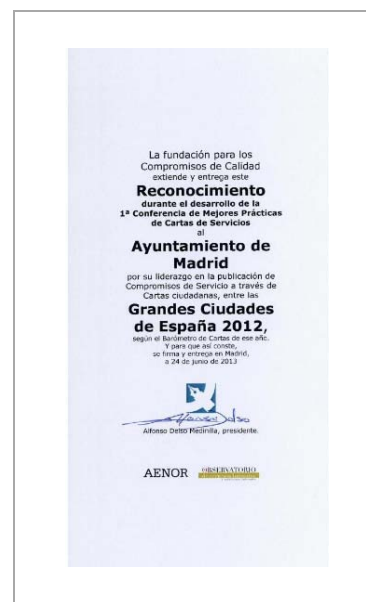 La fundación para los
Compromisos de Calidad
extiende y entrega este
Reconocimiento
durante el desarrollo de la
1ª Conferencia de Mejores Prácticas
de Cartas de Servicios
al
Ayuntamiento de
Madrid
por su liderazgo en la publicación de
Compromisos de Servicio a través de
Cartas ciudadanas, entre las
Grandes Ciudades
de España 2012,
según el Barómetro de Cartas de ese año.
Y para que así conste,
se firma y entrega en Madrid,
a 24 de junio de 2013
Alfonso Delso
Alfonso Delso Medinilla, presidente.
AENOR OBSERVATORIO